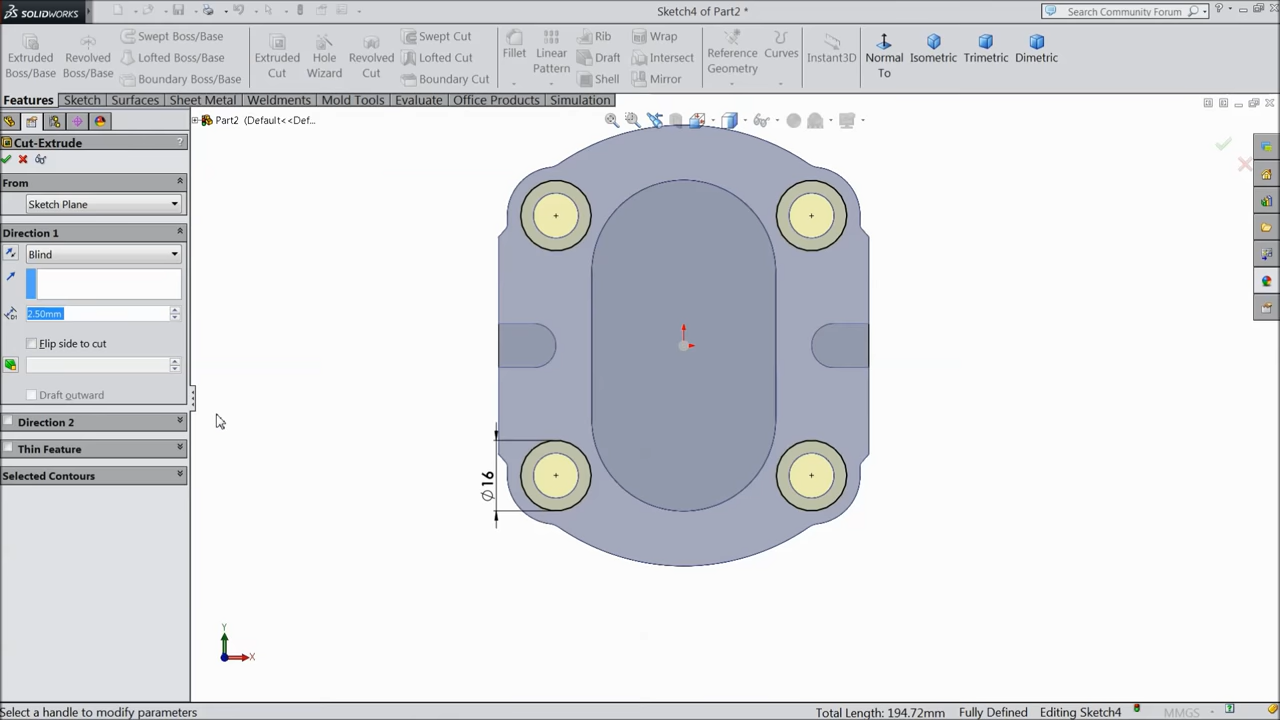 SOLIDWORKS
Sketch4 of Part2 *
Search Community Forum
?
Extruded Boss/Base
Revolved Boss/Base
Swept Boss/Base
Lofted Boss/Base
Boundary Boss/Base
Extruded Cut
Hole Wizard
Revolved Cut
Swept Cut
Lofted Cut
Boundary Cut
Fillet
Linear Pattern
Rib
Draft
Shell
Wrap
Intersect
Mirror
Reference Geometry
Curves
Instant3D
Normal To
Isometric
Trimetric
Dimetric
Features
Sketch
Surfaces
Sheet Metal
Weldments
Mold Tools
Evaluate
Office Products
Simulation
Part2 (Default<<Def...
Cut-Extrude
?
From
Sketch Plane
Direction 1
Blind
D1
2.50mm
Flip side to cut
Draft outward
Direction 2
Thin Feature
Selected Contours
∅16
Y
X
Select a handle to modify parameters
Total Length: 194.72mm
Fully Defined
Editing Sketch4
MMGS
?